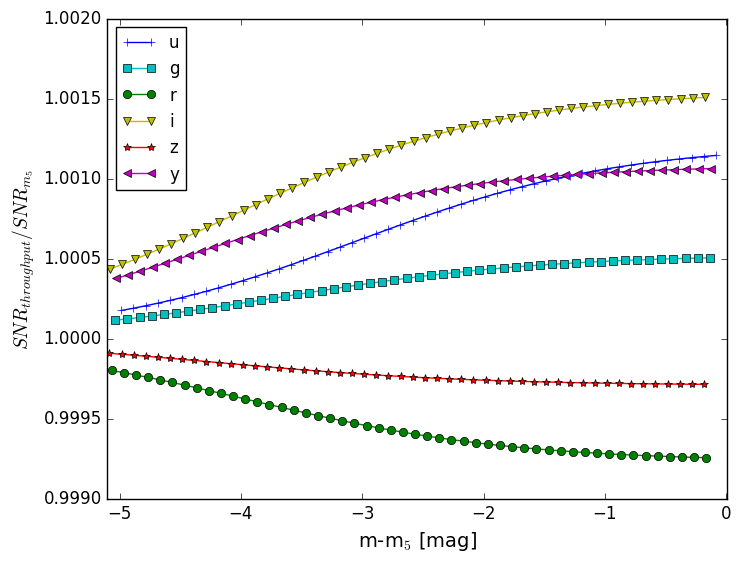 1.0020
1.0015
1.0010
1.0005
1.0000
0.9995
0.9990
SNR_throughput/SNR_m5
u
g
r
i
z
y
−5 −4 −3 −2 −1 0
m-m5 [mag]